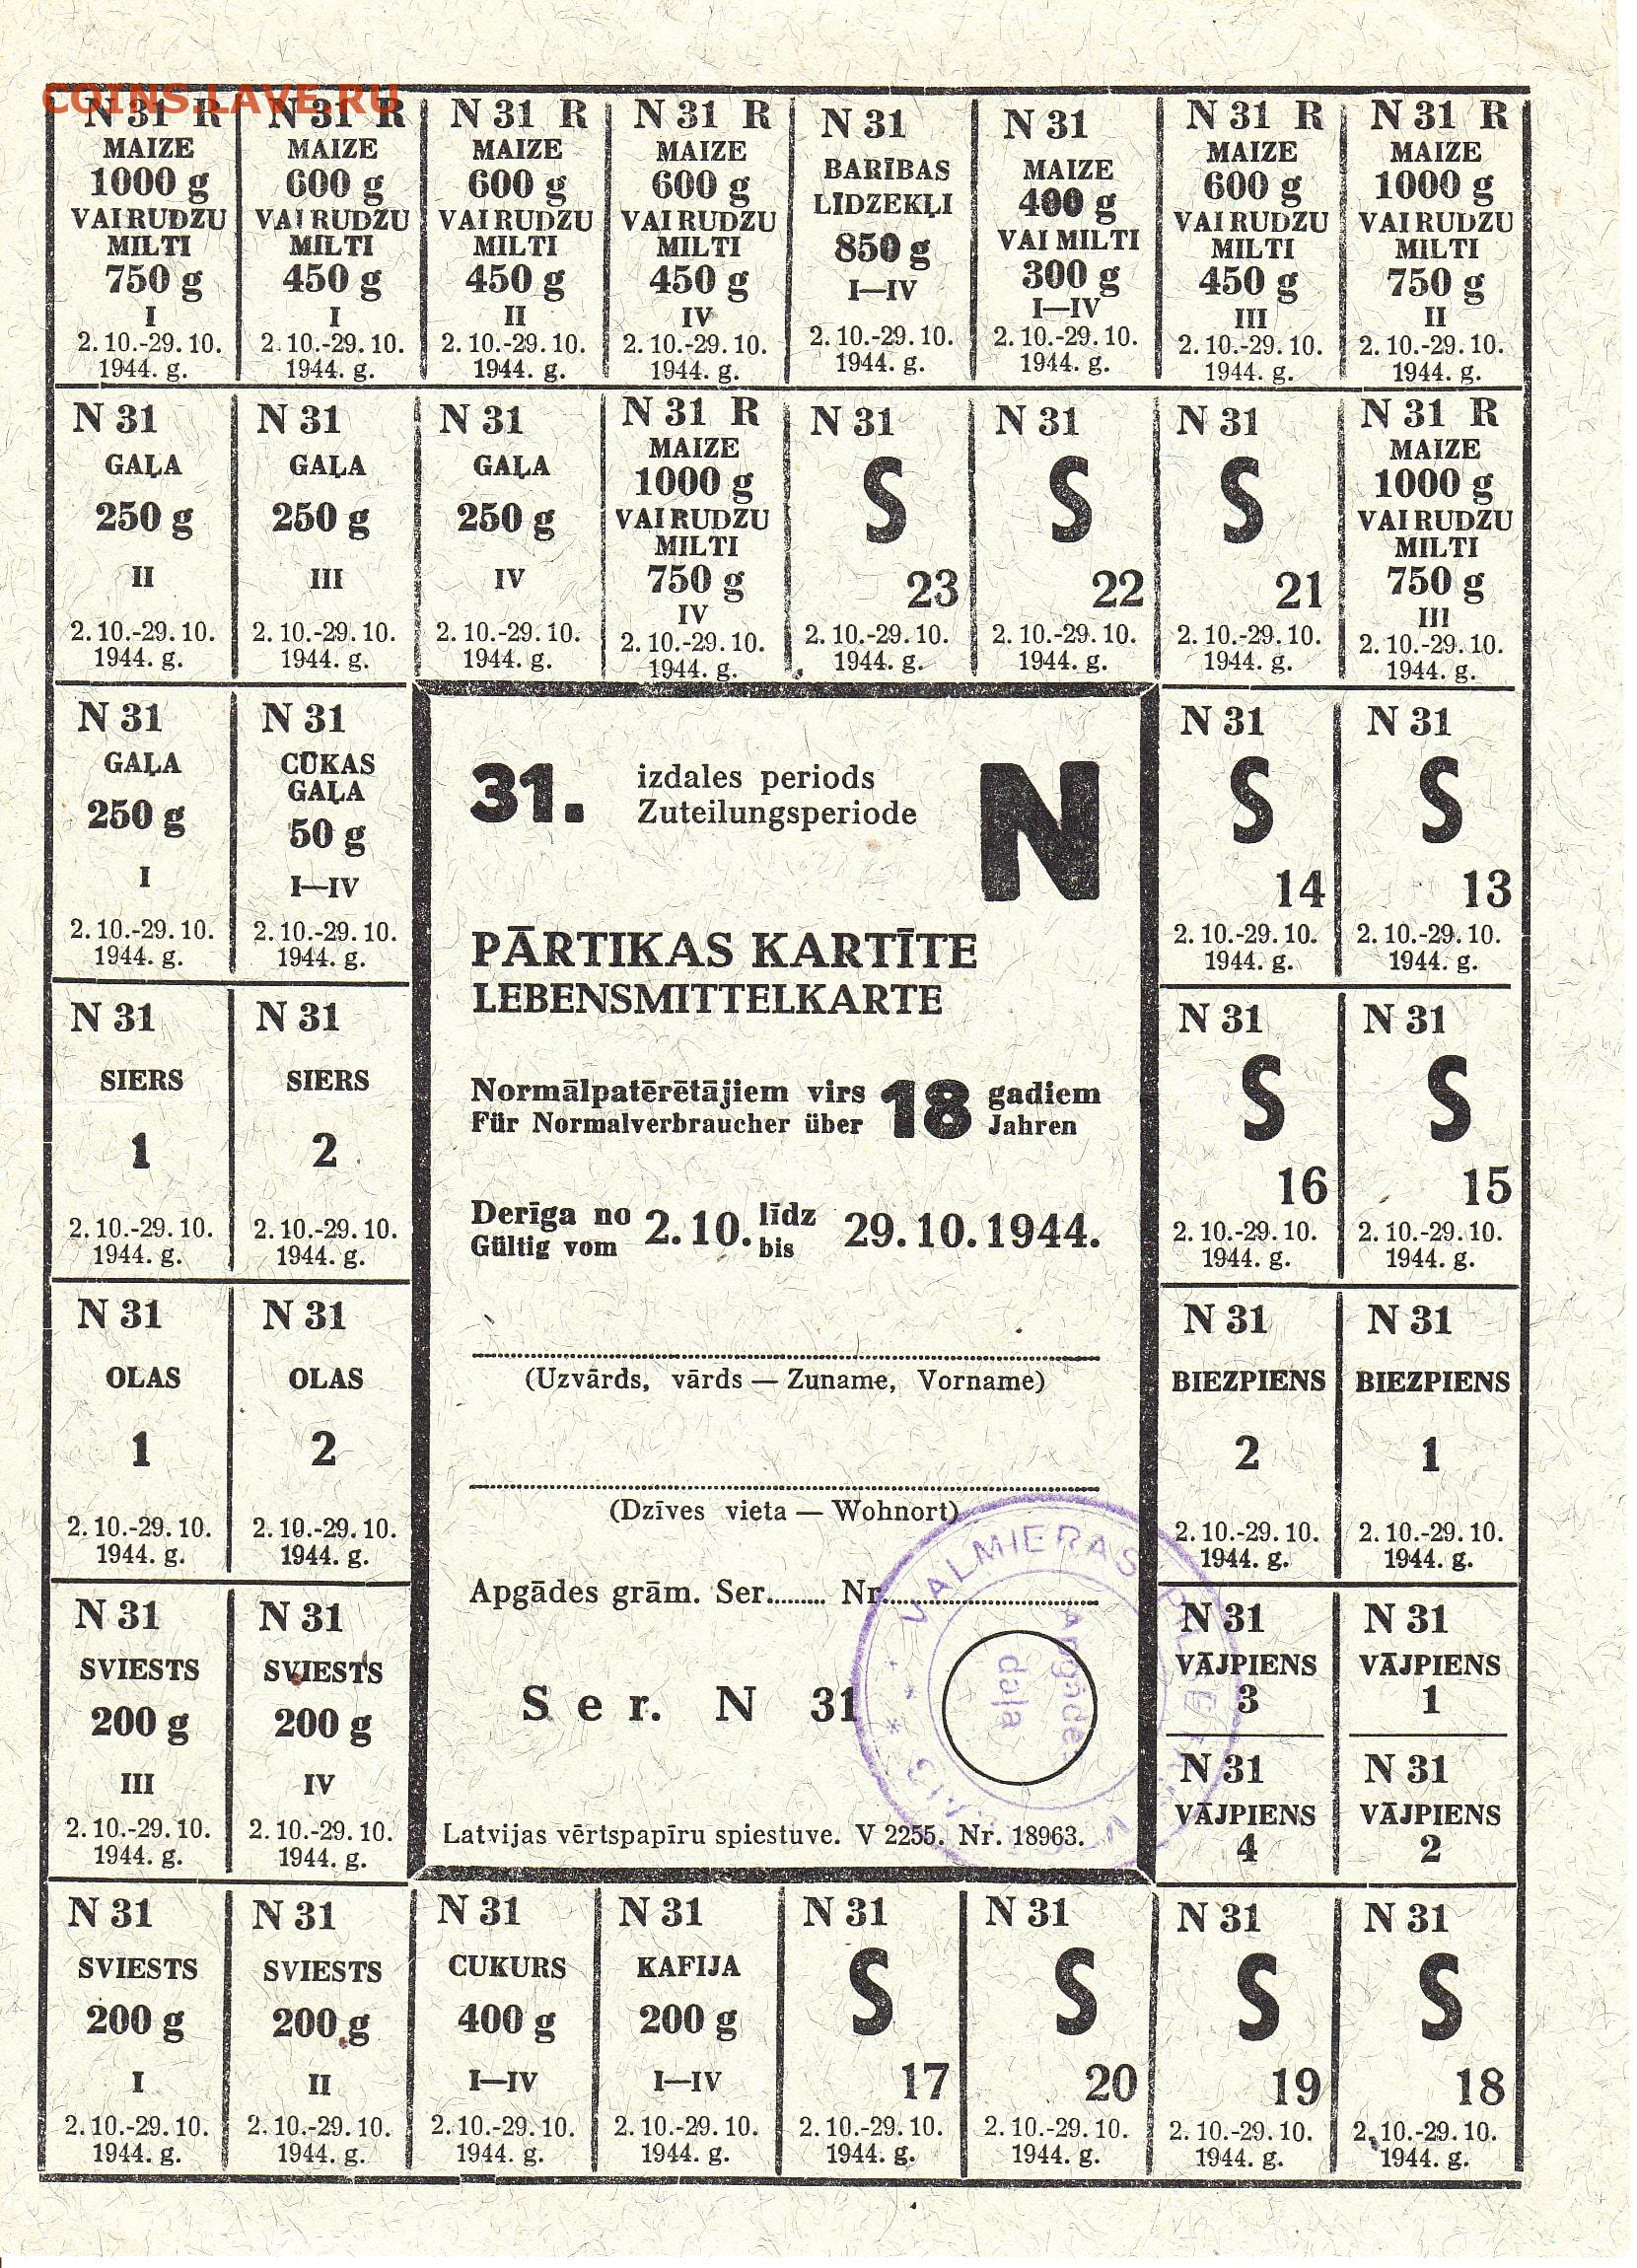 COINS.LAVE.RU
N 31 R
MAIZE
1000 g
VAI RUDZU
MILTI
750 g
I
2.10.-29.10.
1944. g.
N 31 R
MAIZE
600 g
VAI RUDZU
MILTI
450 g
I
2.10.-29.10.
1944. g.
N 31 R
MAIZE
600 g
VAI RUDZU
MILTI
450 g
II
2.10.-29.10.
1944. g.
N 31 R
MAIZE
600 g
VAI RUDZU
MILTI
450 g
IV
2.10.-29.10.
1944. g.
N 31
BARĪBAS
LĪDZEKĻI
850 g
I—IV
2.10.-29.10.
1944. g.
N 31
MAIZE
400 g
VAI MILTI
300 g
I—IV
2.10.-29.10.
1944. g.
N 31 R
MAIZE
600 g
VAI RUDZU
MILTI
450 g
III
2.10.-29.10.
1944. g.
N 31 R
MAIZE
1000 g
VAI RUDZU
MILTI
750 g
II
2.10.-29.10.
1944. g.
N 31
GAĻA
250 g
II
2.10.-29.10.
1944. g.
N 31
GAĻA
250 g
III
2.10.-29.10.
1944. g.
N 31
GAĻA
250 g
IV
2.10.-29.10.
1944. g.
N 31 R
MAIZE
1000 g
VAI RUDZU
MILTI
750 g
IV
2.10.-29.10.
1944. g.
N 31
S
23
2.10.-29.10.
1944. g.
N 31
S
22
2.10.-29.10.
1944. g.
N 31
S
21
2.10.-29.10.
1944. g.
N 31 R
MAIZE
1000 g
VAI RUDZU
MILTI
750 g
III
2.10.-29.10.
1944. g.
N 31
GAĻA
250 g
I
2.10.-29.10.
1944. g.
N 31
CŪKAS
GAĻA
50 g
I—IV
2.10.-29.10.
1944. g.
31. izdales periods
Zuteilungsperiode
N
PĀRTIKAS KARTĪTE
LEBENSMITTELKARTE
Normālpatērētājiem virs 18 gadiem
Für Normalverbraucher über Jahren
Derīga no 2.10. līdz 29.10.1944.
Gültig vom bis
(Uzvārds, vārds — Zuname, Vorname)
(Dzīves vieta — Wohnort)
Apgādes grām. Ser......... Nr.
Ser. N 31
VALMIERAS
Apgādes
daļa
Latvijas vērtspapīru spiestuve. V 2255. Nr. 18963.
N 31
S
14
2.10.-29.10.
1944. g.
N 31
S
13
2.10.-29.10.
1944. g.
N 31
SIERS
1
2.10.-29.10.
1944. g.
N 31
SIERS
2
2.10.-29.10.
1944. g.
N 31
S
16
2.10.-29.10.
1944. g.
N 31
S
15
2.10.-29.10.
1944. g.
N 31
OLAS
1
2.10.-29.10.
1944. g.
N 31
OLAS
2
2.10.-29.10.
1944. g.
N 31
BIEZPIENS
2
2.10.-29.10.
1944. g.
N 31
BIEZPIENS
1
2.10.-29.10.
1944. g.
N 31
SVIESTS
200 g
III
2.10.-29.10.
1944. g.
N 31
SVIESTS
200 g
IV
2.10.-29.10.
1944. g.
N 31
VĀJPIENS
3
N 31
VĀJPIENS
1
N 31
VĀJPIENS
4
N 31
VĀJPIENS
2
N 31
SVIESTS
200 g
I
2.10.-29.10.
1944. g.
N 31
SVIESTS
200 g
II
2.10.-29.10.
1944. g.
N 31
CUKURS
400 g
I—IV
2.10.-29.10.
1944. g.
N 31
KAFIJA
200 g
I—IV
2.10.-29.10.
1944. g.
N 31
S
17
2.10.-29.10.
1944. g.
N 31
S
20
2.10.-29.10.
1944. g.
N 31
S
19
2.10.-29.10.
1944. g.
N 31
S
18
2.10.-29.10.
1944. g.